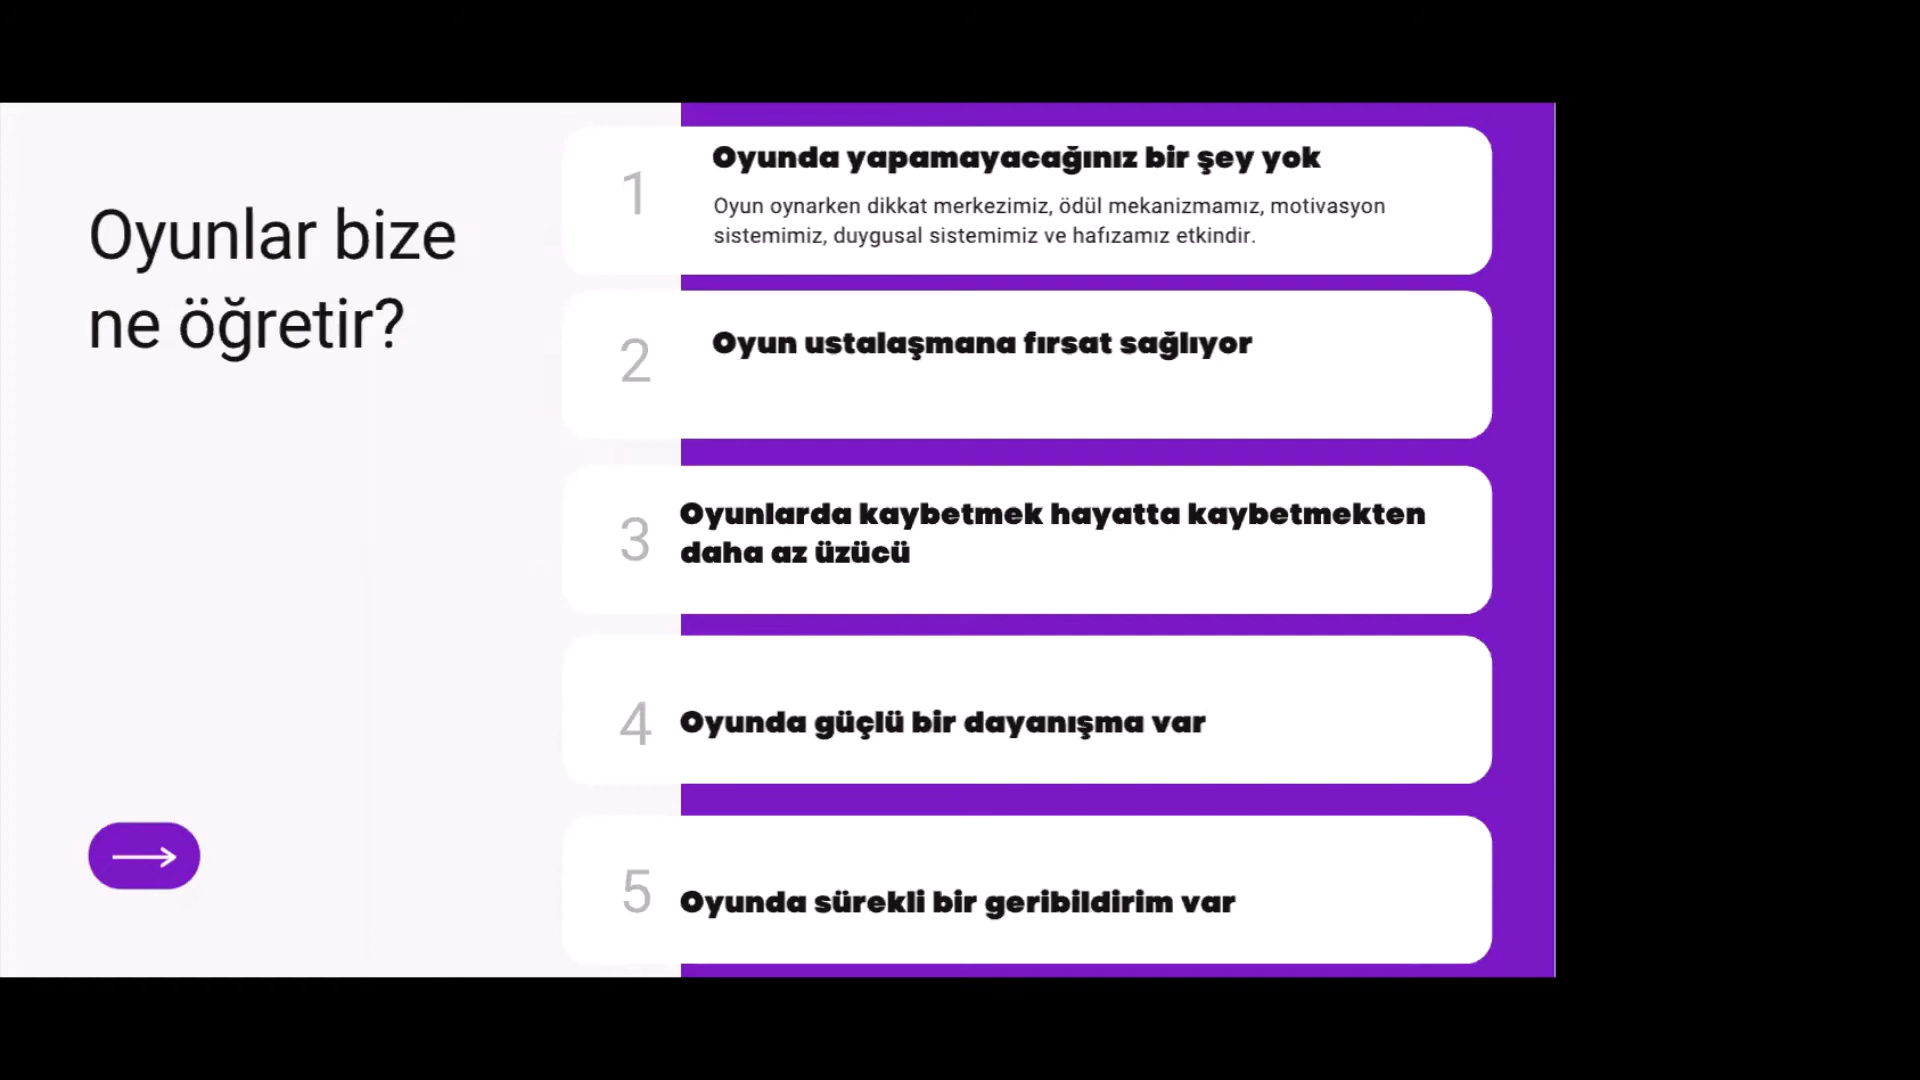 Oyunlar bize
ne öğretir?
1
Oyunda yapamayacağınız bir şey yok
Oyun oynarken dikkat merkezimiz, ödül mekanizmamız, motivasyon
sistemimiz, duygusal sistemimiz ve hafızamız etkindir.
2
Oyun ustalaşmana fırsat sağlıyor
3
Oyunlarda kaybetmek hayatta kaybetmekten
daha az üzücü
4
Oyunda güçlü bir dayanışma var
5
Oyunda sürekli bir geribildirim var